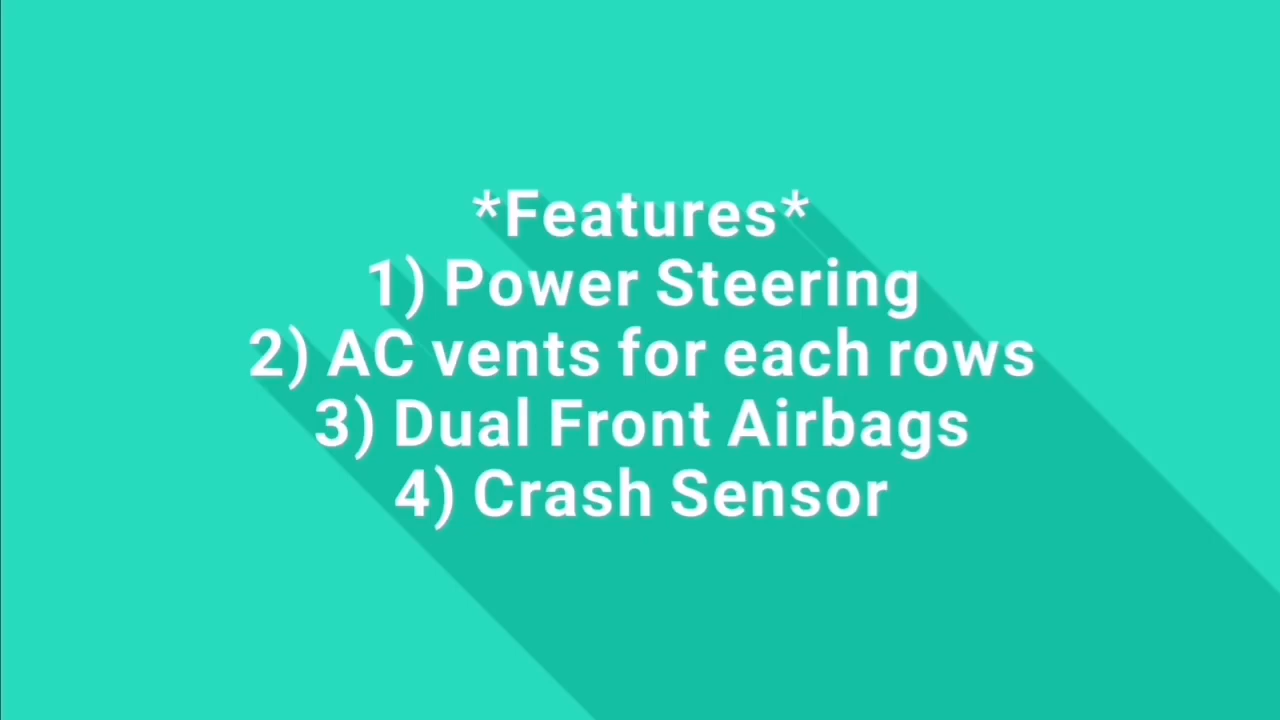 *Features*
1) Power Steering
2) AC vents for each rows
3) Dual Front Airbags
4) Crash Sensor